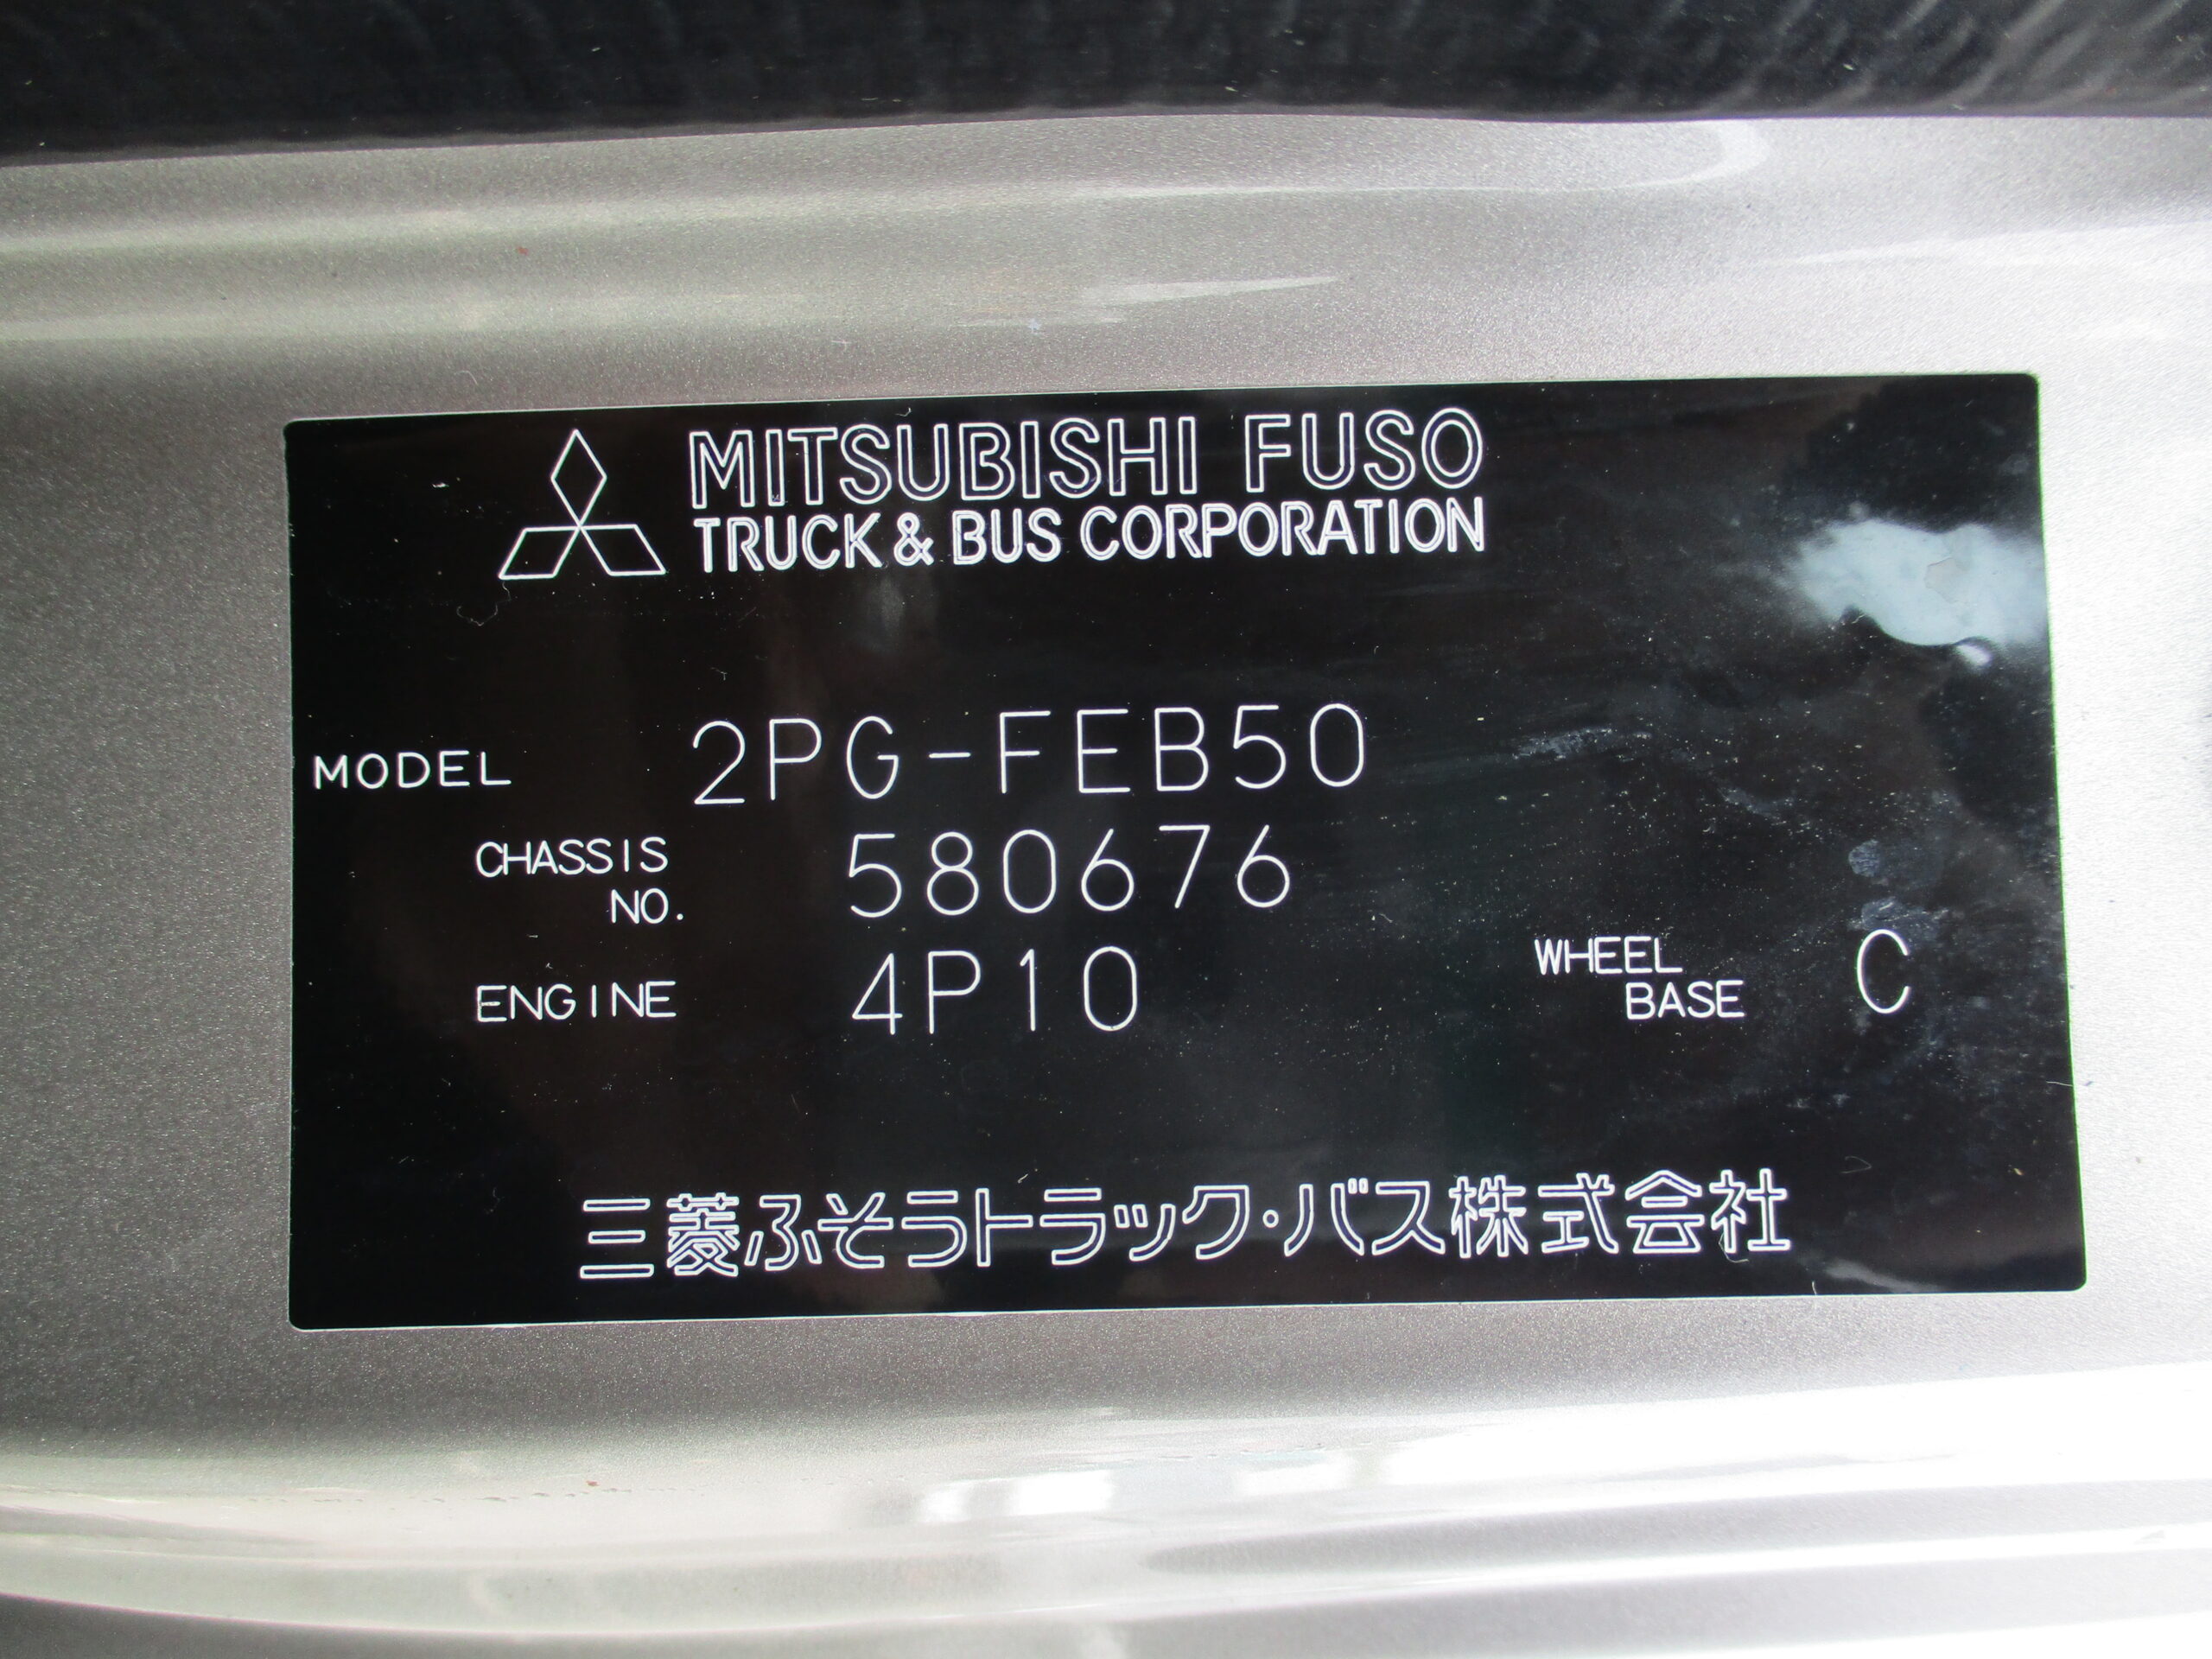 MITSUBISHI FUSO
TRUCK & BUS CORPORATION
MODEL 2PG-FEB50
CHASSIS NO. 580676
ENGINE 4P10 WHEEL BASE C
三菱ふそうトラック・バス株式会社